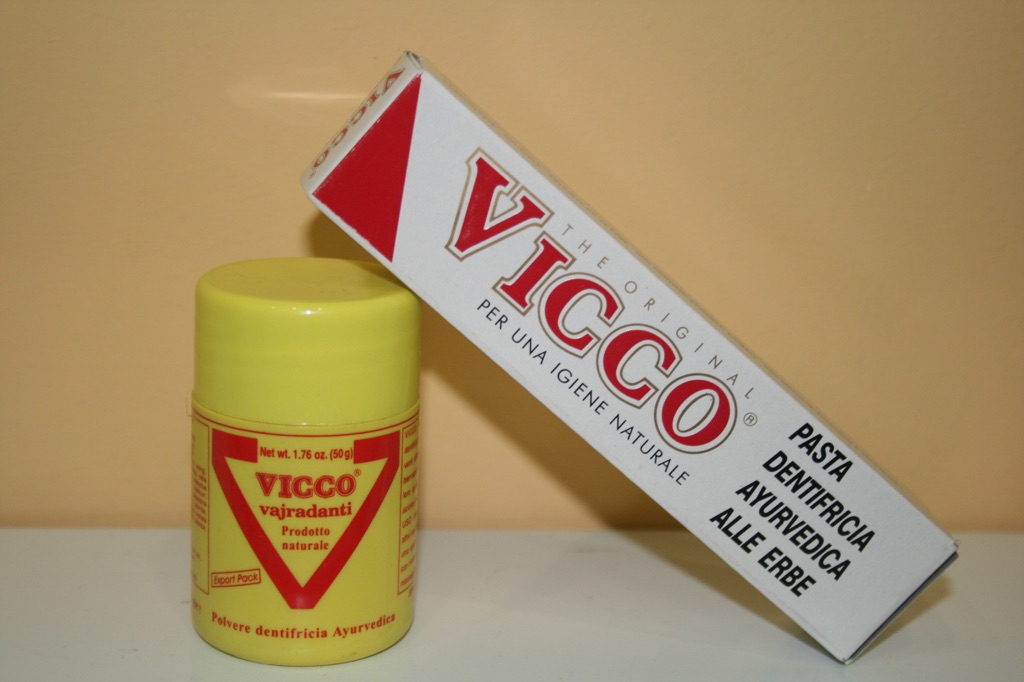 VICCO
THE ORIGINAL
VICCO®
PER UNA IGIENE NATURALE
PASTA
DENTIFRICIA
AYURVEDICA
ALLE ERBE
Net wt. 1.76 oz. (50g)
VICCO®
vajradanti
Prodotto
naturale
Export Pack
Polvere dentifricia Ayurvedica